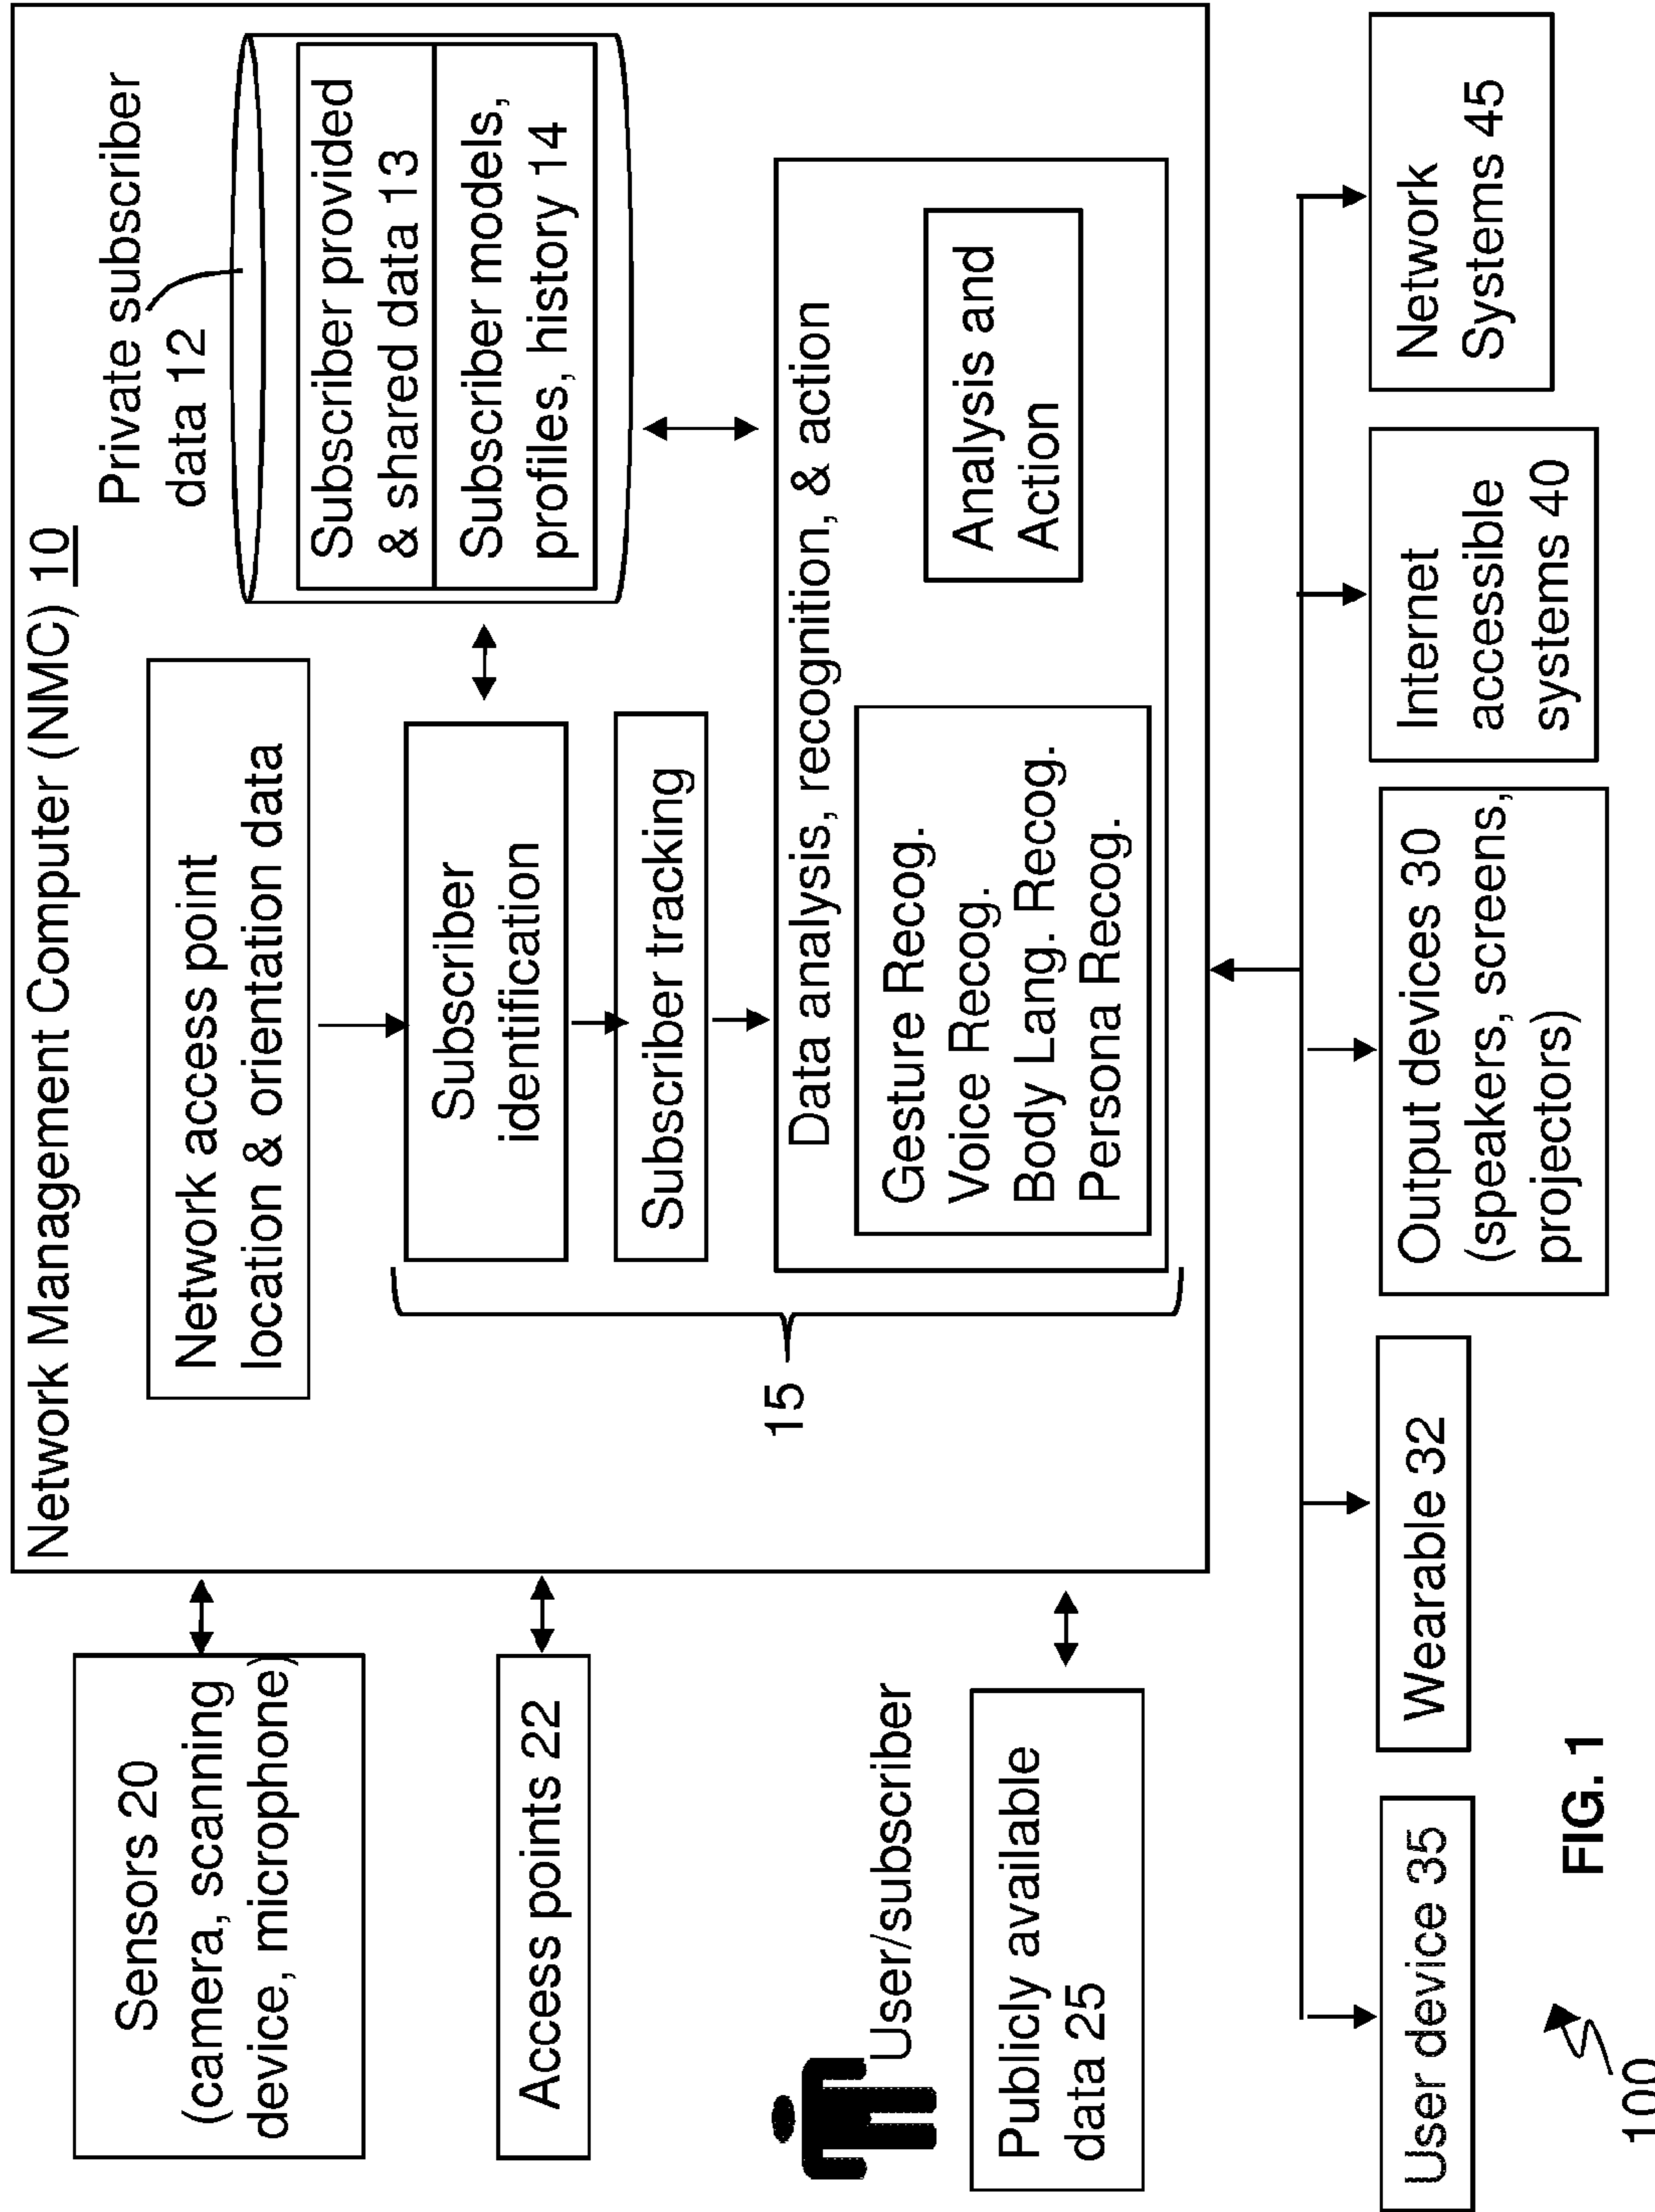 Network Management Computer (NMC) 10
Sensors 20
(camera, scanning
device, microphone)
Access points 22
User/subscriber
Publicly available
data 25
Network access point
location & orientation data
Private subscriber
data 12
Subscriber provided
& shared data 13
Subscriber models,
profiles, history 14
Subscriber
identification
Subscriber tracking
15
Data analysis, recognition, & action
Gesture Recog.
Voice Recog.
Body Lang. Recog.
Persona Recog.
Analysis and
Action
User device 35
Wearable 32
Output devices 30
(speakers, screens,
projectors)
Internet
accessible
systems 40
Network
Systems 45
100
FIG. 1